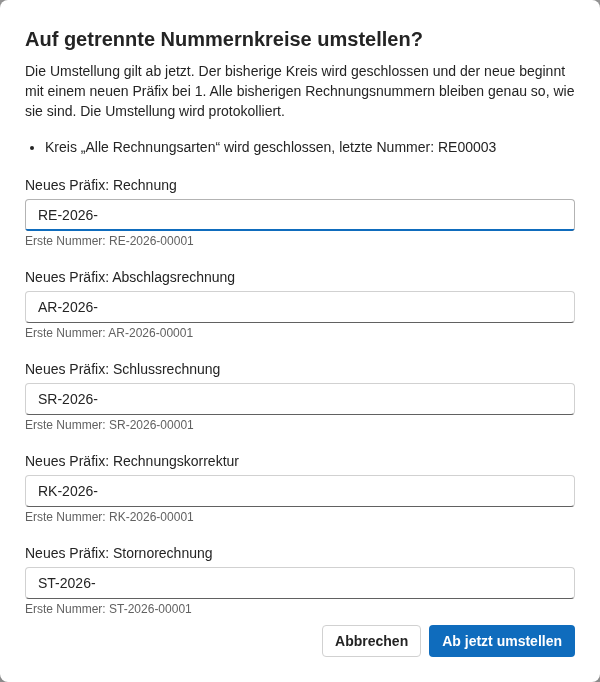 Auf getrennte Nummernkreise umstellen?
Die Umstellung gilt ab jetzt. Der bisherige Kreis wird geschlossen und der neue beginnt
mit einem neuen Präfix bei 1. Alle bisherigen Rechnungsnummern bleiben genau so, wie
sie sind. Die Umstellung wird protokolliert.
• Kreis „Alle Rechnungsarten“ wird geschlossen, letzte Nummer: RE00003
Neues Präfix: Rechnung
RE-2026-
Erste Nummer: RE-2026-00001
Neues Präfix: Abschlagsrechnung
AR-2026-
Erste Nummer: AR-2026-00001
Neues Präfix: Schlussrechnung
SR-2026-
Erste Nummer: SR-2026-00001
Neues Präfix: Rechnungskorrektur
RK-2026-
Erste Nummer: RK-2026-00001
Neues Präfix: Stornorechnung
ST-2026-
Erste Nummer: ST-2026-00001
Abbrechen
Ab jetzt umstellen